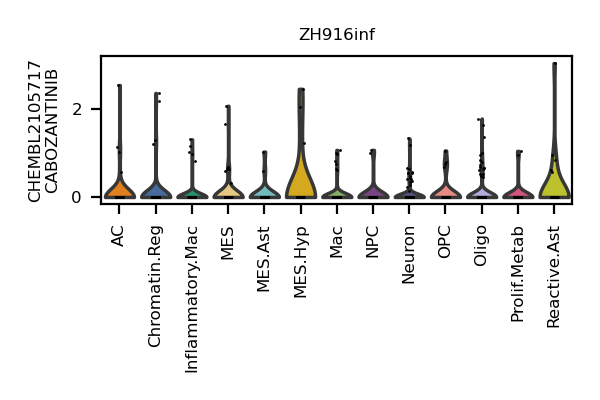 ZH916inf
CHEMBL2105717
CABOZANTINIB
2
0
AC
Chromatin.Reg
Inflammatory.Mac
MES
MES.Ast
MES.Hyp
Mac
NPC
Neuron
OPC
Oligo
Prolif.Metab
Reactive.Ast